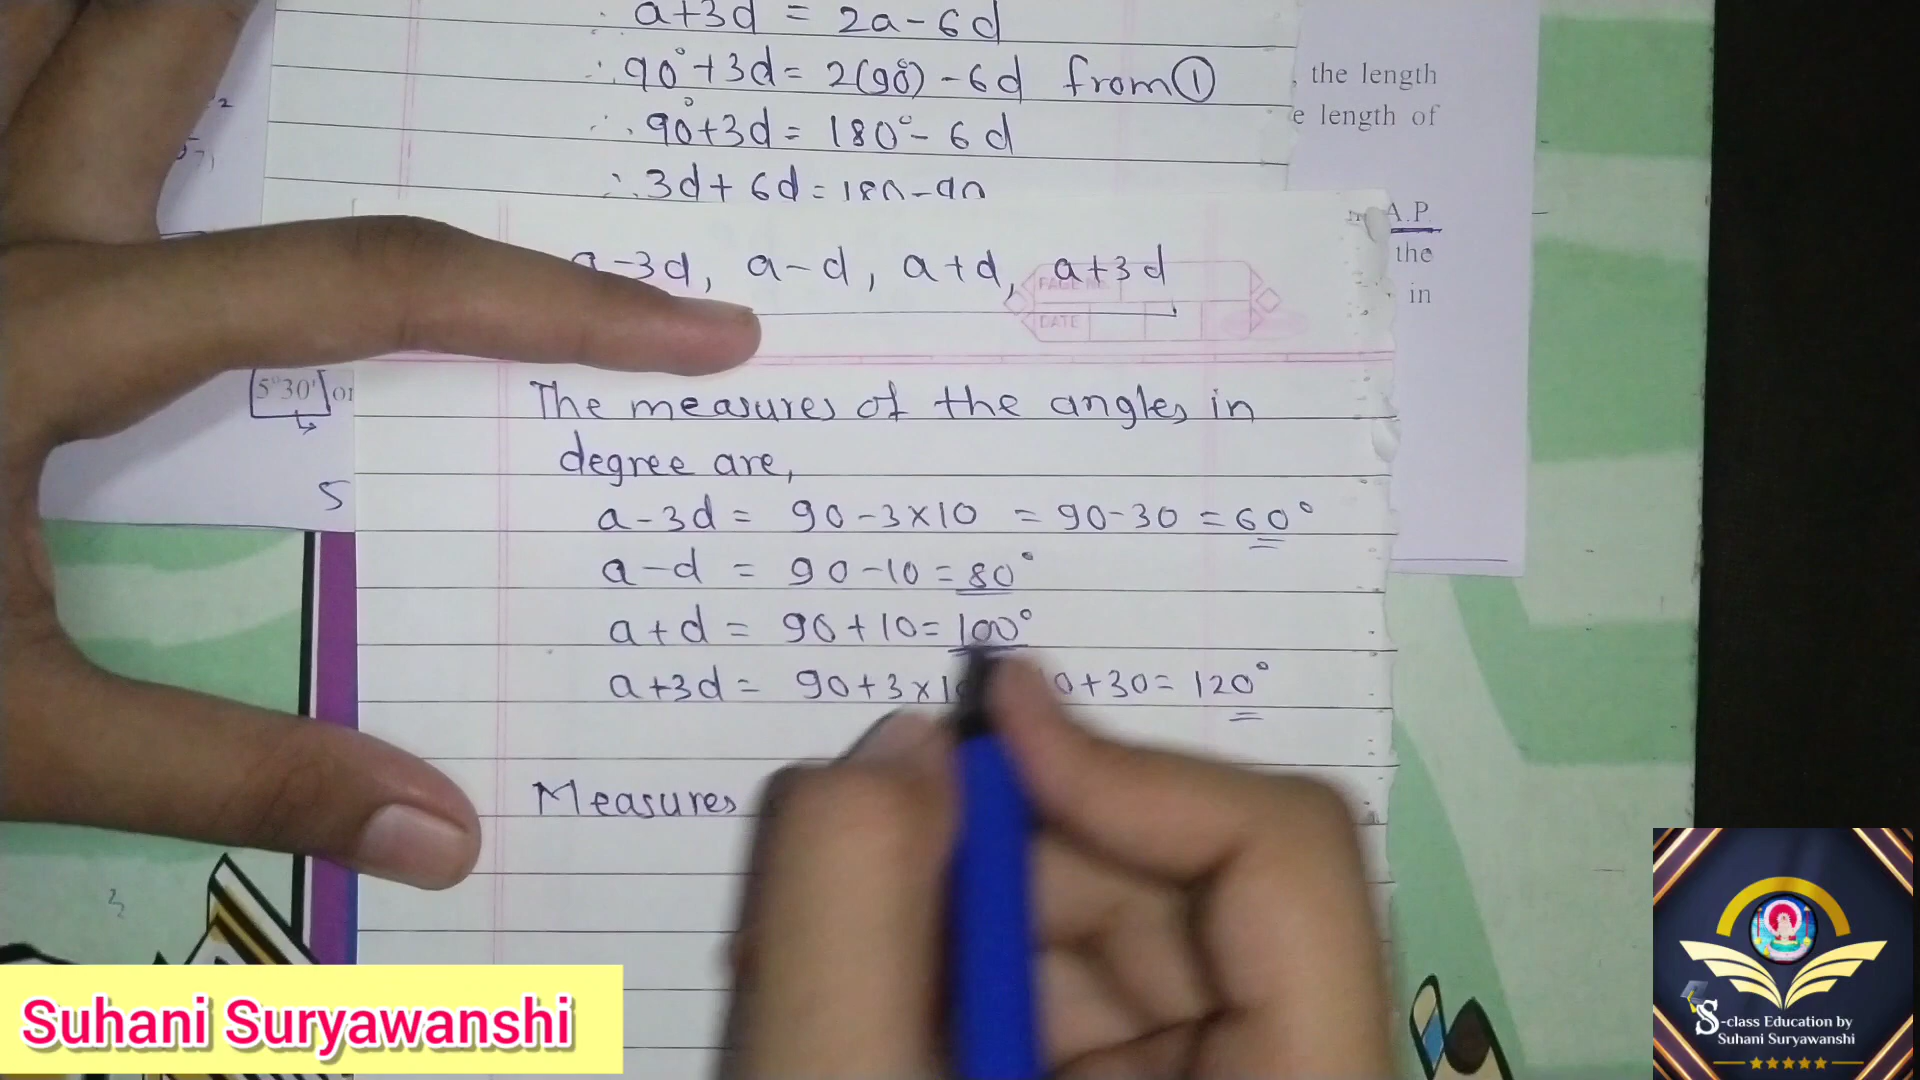 ∴ a+3d = 2a-6d
∴ 90°+3d = 2(90°) - 6d from ①
∴ 90°+3d = 180° - 6d
∴ 3d + 6d = 180-90
a-3d, a-d, a+d, a+3d
PAGE No.
DATE
The measures of the angles in
degree are,
a-3d = 90-3×10 = 90-30 = 60°
a-d = 90-10 = 80°
a+d = 90+10 = 100°
a+3d = 90+3×10 0+30 = 120°
Measures
, the length
e length of
A.P.
the
in
5°30' or
5
Suhani Suryawanshi
S-class Education by
Suhani Suryawanshi